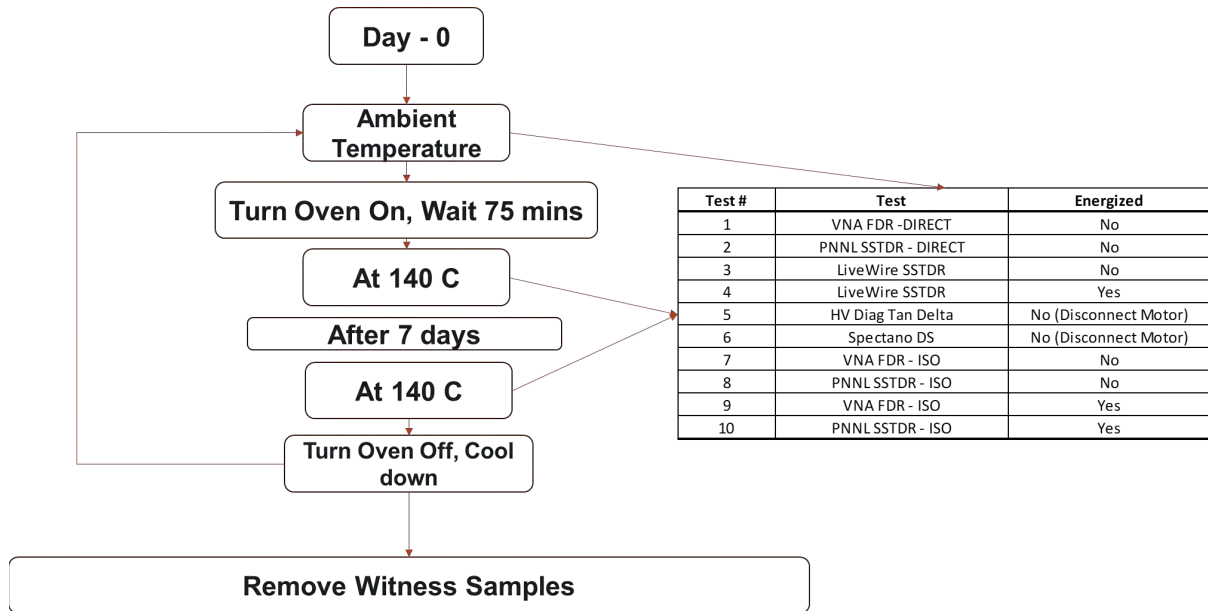 Day - 0
Ambient
Temperature
Turn Oven On, Wait 75 mins
At 140 C
After 7 days
At 140 C
Turn Oven Off, Cool
down
Remove Witness Samples
Test # Test Energized
1 VNA FDR -DIRECT No
2 PNNL SSTDR - DIRECT No
3 LiveWire SSTDR No
4 LiveWire SSTDR Yes
5 HV Diag Tan Delta No (Disconnect Motor)
6 Spectano DS No (Disconnect Motor)
7 VNA FDR - ISO No
8 PNNL SSTDR - ISO No
9 VNA FDR - ISO Yes
10 PNNL SSTDR - ISO Yes